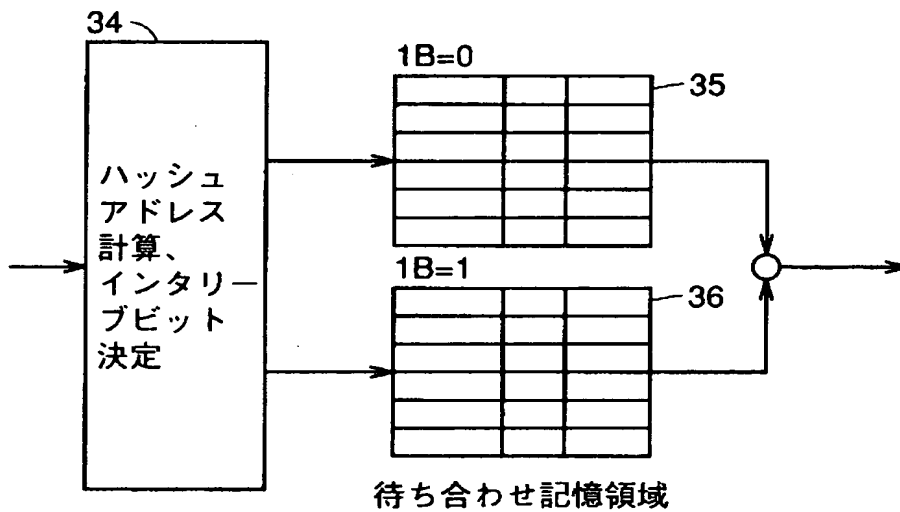 34
ハッシュ
アドレス
計算、
インタリー
ブビット
決定
1B=0
35
1B=1
36
待ち合わせ記憶領域